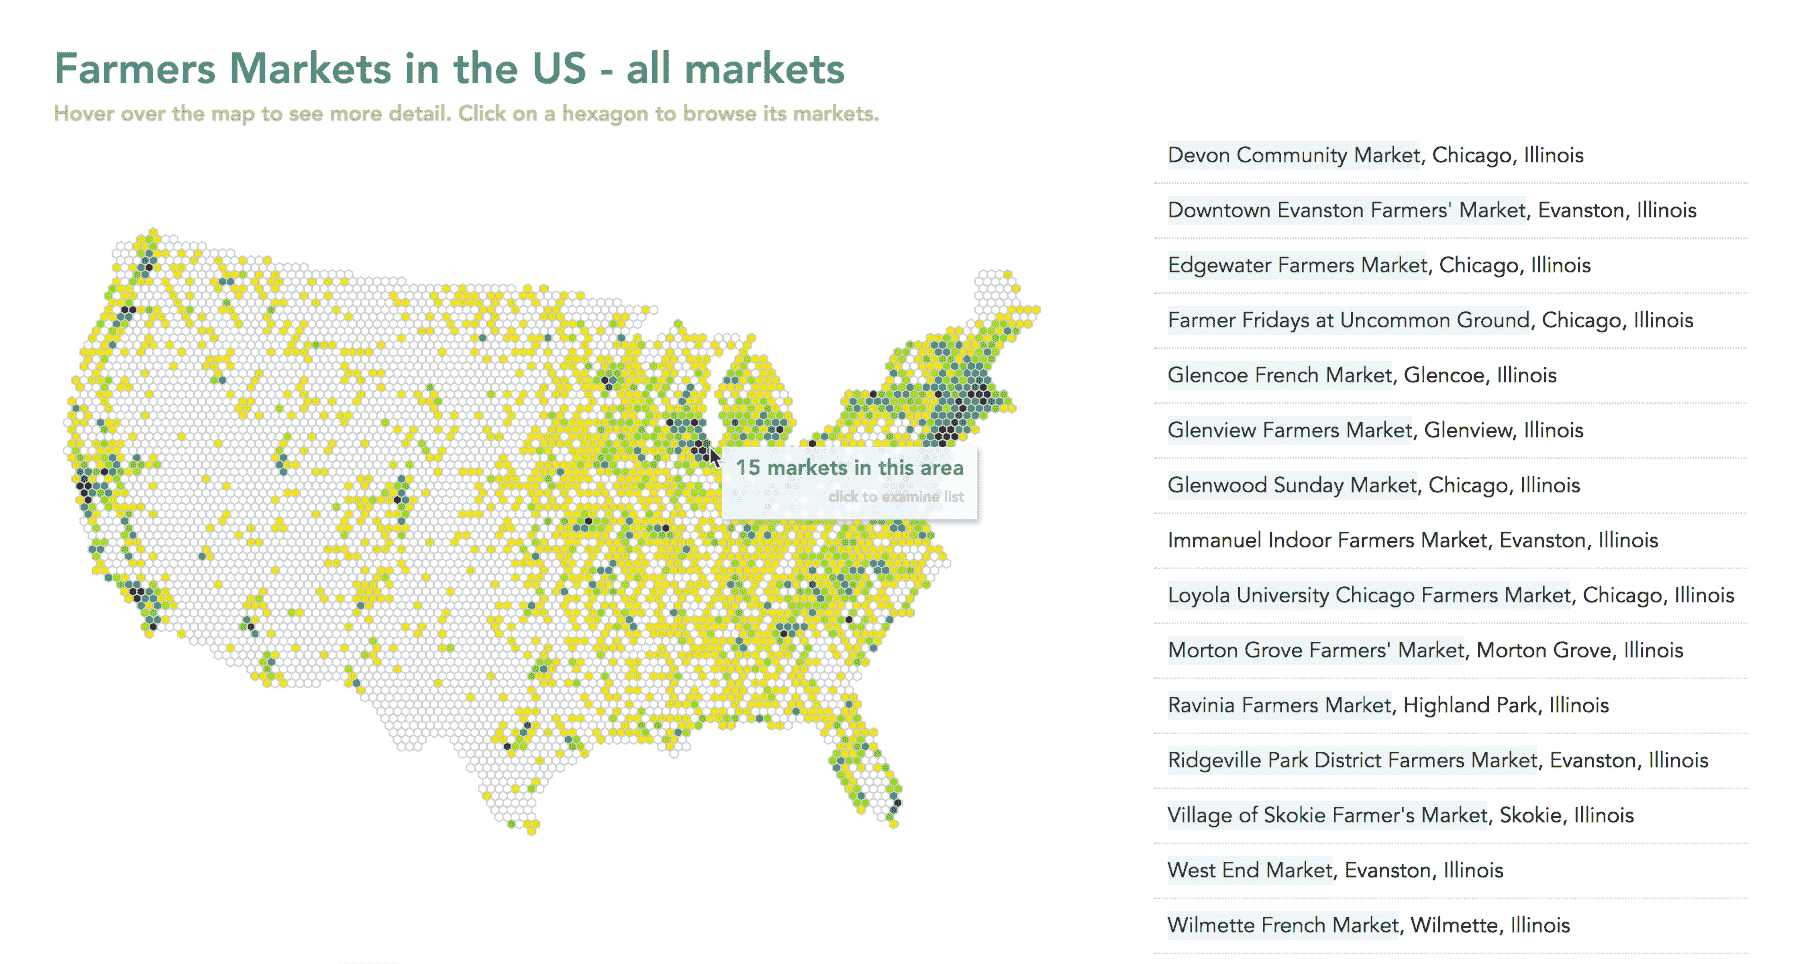 Farmers Markets in the US - all markets
Hover over the map to see more detail. Click on a hexagon to browse its markets.
15 markets in this area
click to examine list
Devon Community Market, Chicago, Illinois
Downtown Evanston Farmers' Market, Evanston, Illinois
Edgewater Farmers Market, Chicago, Illinois
Farmer Fridays at Uncommon Ground, Chicago, Illinois
Glencoe French Market, Glencoe, Illinois
Glenview Farmers Market, Glenview, Illinois
Glenwood Sunday Market, Chicago, Illinois
Immanuel Indoor Farmers Market, Evanston, Illinois
Loyola University Chicago Farmers Market, Chicago, Illinois
Morton Grove Farmers' Market, Morton Grove, Illinois
Ravinia Farmers Market, Highland Park, Illinois
Ridgeville Park District Farmers Market, Evanston, Illinois
Village of Skokie Farmer's Market, Skokie, Illinois
West End Market, Evanston, Illinois
Wilmette French Market, Wilmette, Illinois